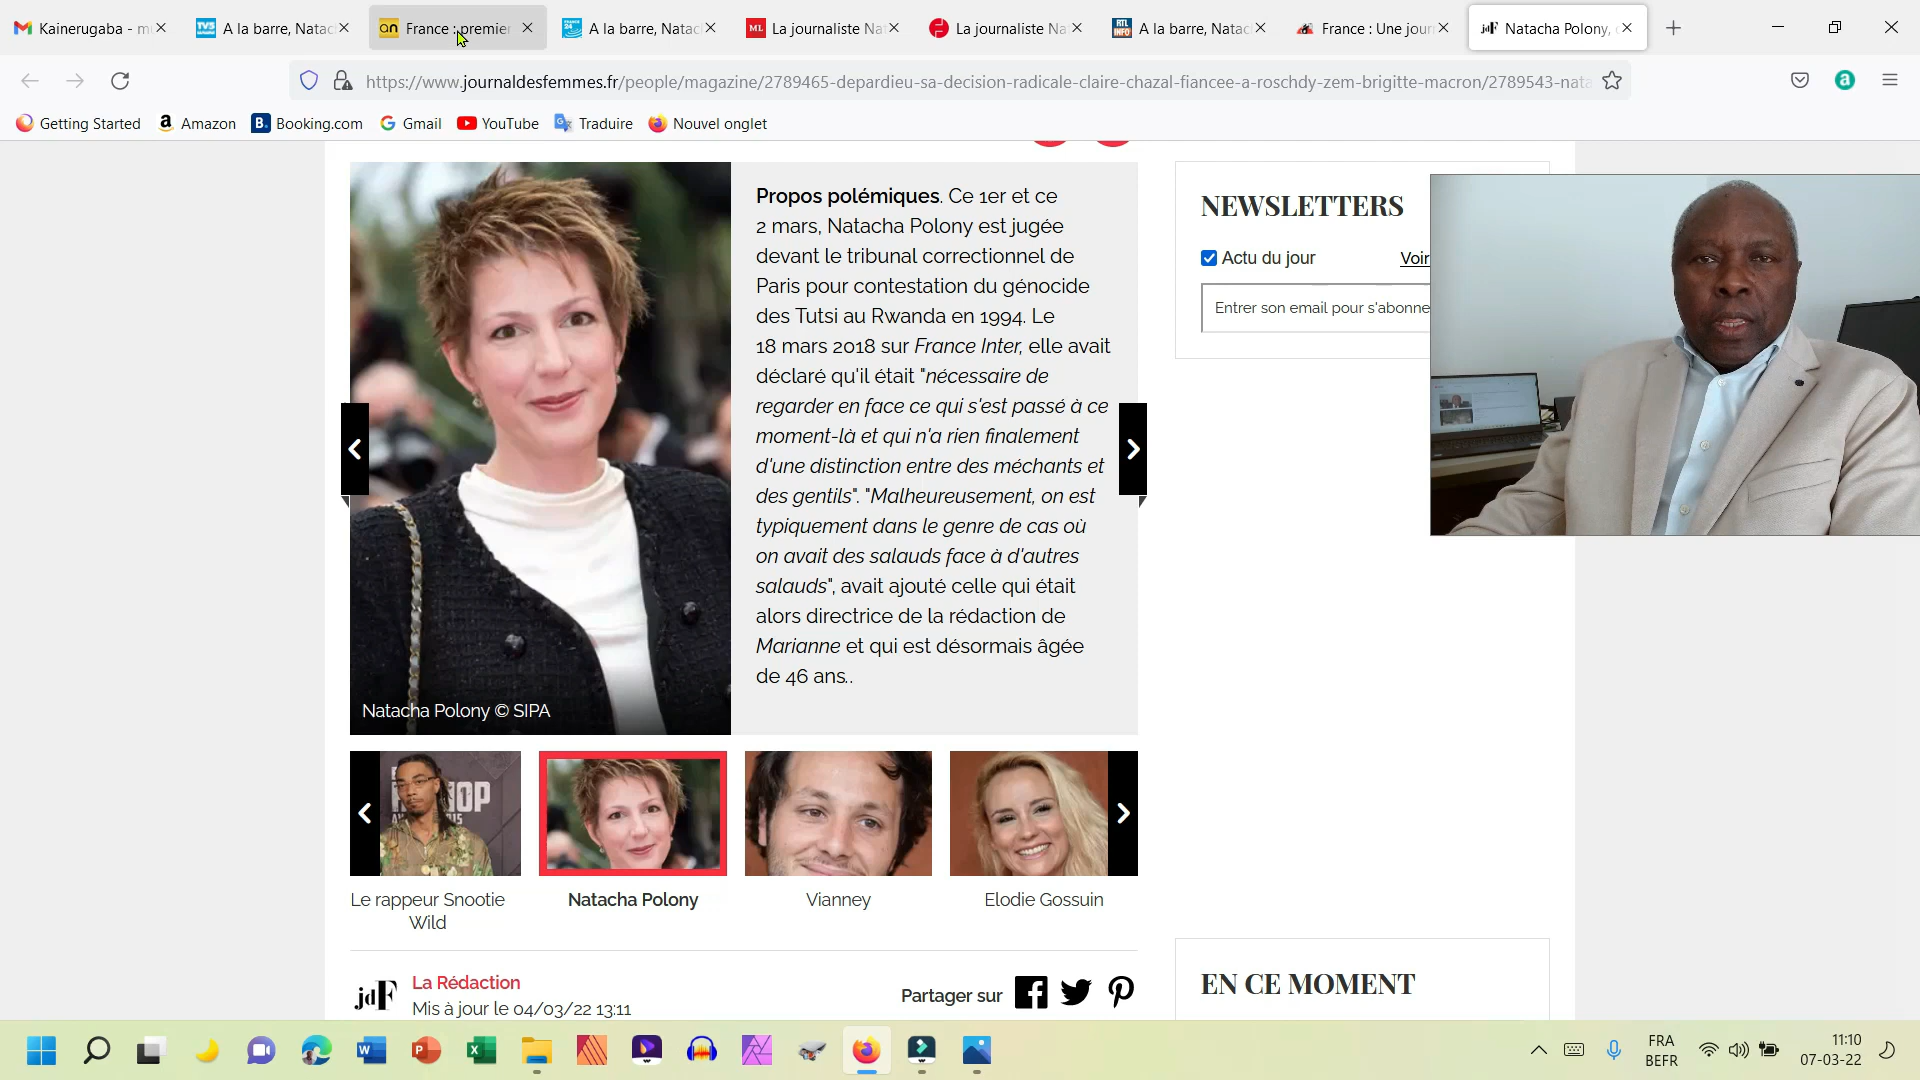 Kainerugaba - m
A la barre, Natac
an
France : premier
A la barre, Natac
ML
La journaliste Na
La journaliste Na
RTL
INFO
A la barre, Natac
France : Une jour
jdF
Natacha Polony,
https://www.journaldesfemmes.fr/people/magazine/2789465-depardieu-sa-decision-radicale-claire-chazal-fiancee-a-roschdy-zem-brigitte-macron/2789543-nata
Getting Started
Amazon
Booking.com
Gmail
YouTube
Traduire
Nouvel onglet
Propos polémiques. Ce 1er et ce
2 mars, Natacha Polony est jugée
devant le tribunal correctionnel de
Paris pour contestation du génocide
des Tutsi au Rwanda en 1994. Le
18 mars 2018 sur France Inter, elle avait
déclaré qu'il était "nécessaire de
regarder en face ce qui s'est passé à ce
moment-là et qui n'a rien finalement
d'une distinction entre des méchants et
des gentils". "Malheureusement, on est
typiquement dans le genre de cas où
on avait des salauds face à d'autres
salauds", avait ajouté celle qui était
alors directrice de la rédaction de
Marianne et qui est désormais âgée
de 46 ans..
Natacha Polony © SIPA
NEWSLETTERS
Actu du jour
Voir
Entrer son email pour s'abonne
Le rappeur Snootie
Wild
Natacha Polony
Vianney
Elodie Gossuin
jdF
La Rédaction
Mis à jour le 04/03/22 13:11
Partager sur
EN CE MOMENT
FRA
BEFR
11:10
07-03-22